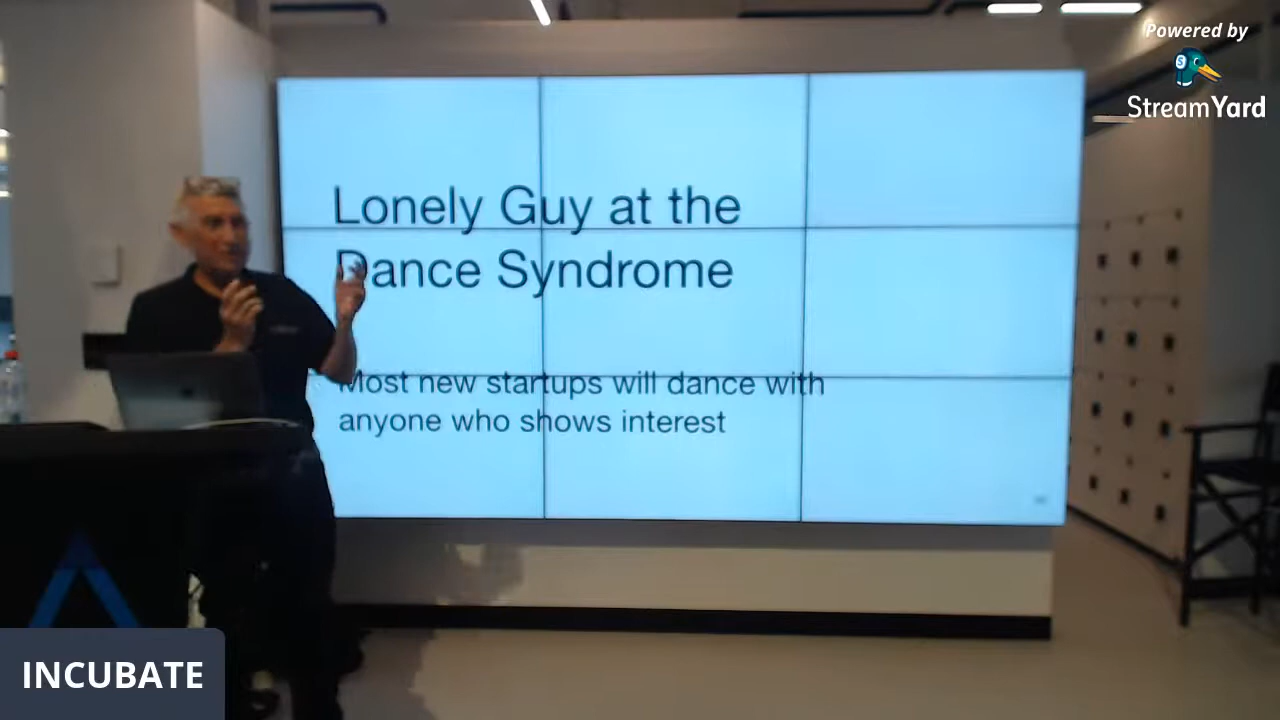 Powered by
StreamYard
Lonely Guy at the
Dance Syndrome
Most new startups will dance with
anyone who shows interest
INCUBATE